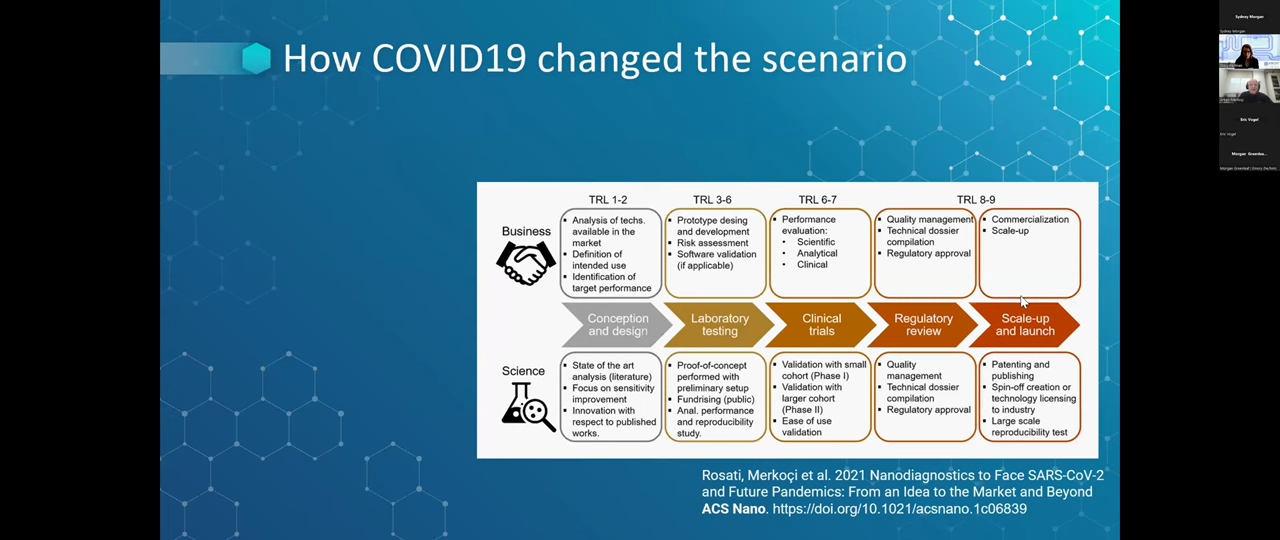 How COVID19 changed the scenario
TRL 1-2
TRL 3-6
TRL 6-7
TRL 8-9
Business
Analysis of techs.
available in the
market
Definition of
intended use
Identification of
target performance
Prototype desing
and development
Risk assessment
Software validation
(if applicable)
Performance
evaluation:
Scientific
Analytical
Clinical
Quality management
Technical dossier
compilation
Regulatory approval
Commercialization
Scale-up
Conception
and design
Laboratory
testing
Clinical
trials
Regulatory
review
Scale-up
and launch
Science
State of the art
analysis (literature)
Focus on sensitivity
improvement
Innovation with
respect to published
works.
Proof-of-concept
performed with
preliminary setup
Fundrising (public)
Anal. performance
and reproducibility
study.
Validation with small
cohort (Phase I)
Validation with
larger cohort
(Phase II)
Ease of use
validation
Quality
management
Technical dossier
compilation
Regulatory approval
Patenting and
publishing
Spin-off creation or
technology licensing
to industry
Large scale
reproducibility test
Rosati, Merkoçi et al. 2021 Nanodiagnostics to Face SARS-CoV-2
and Future Pandemics: From an Idea to the Market and Beyond
ACS Nano. https://doi.org/10.1021/acsnano.1c06839
Sydney Morgan
Sydney Morgan
Eric Vogel
Eric Vogel
Morgan Greenlea...